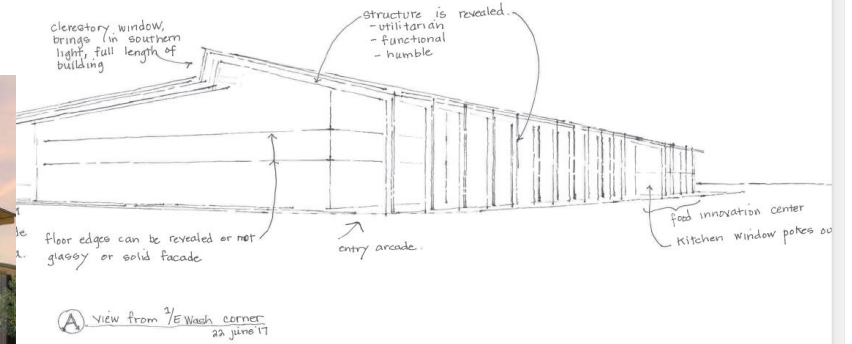 clerestory window,
brings in southern
light, full length of
building
structure is revealed.
- utilitarian
- functional
- humble
floor edges can be revealed or not
glassy or solid facade
entry arcade.
food innovation center
Kitchen window pokes ou
A view from 1/E Wash corner
22 june '17